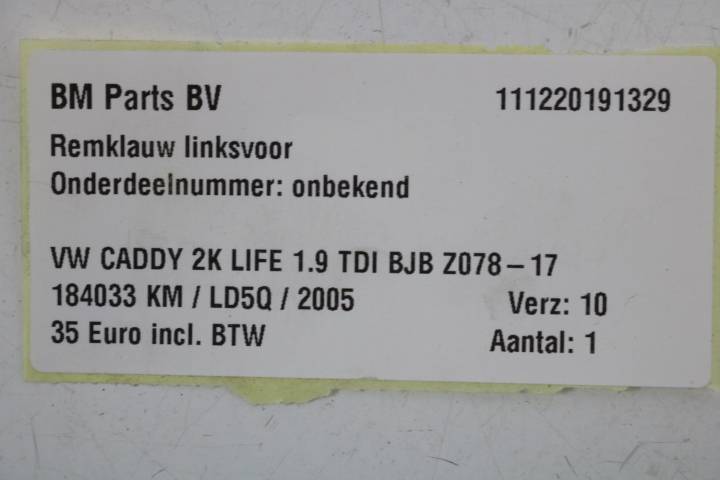 BM Parts BV 111220191329
Remklauw linksvoor
Onderdeelnummer: onbekend
VW CADDY 2K LIFE 1.9 TDI BJB Z078-17
184033 KM / LD5Q / 2005 Verz: 10
35 Euro incl. BTW Aantal: 1